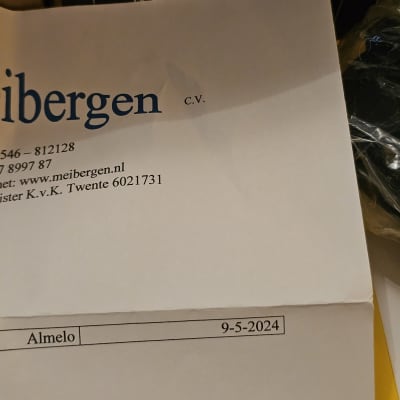 ibergen C.V.
546 – 812128
7 8997 87
net: www.meibergen.nl
ister K.v.K. Twente 6021731
Almelo 9-5-2024